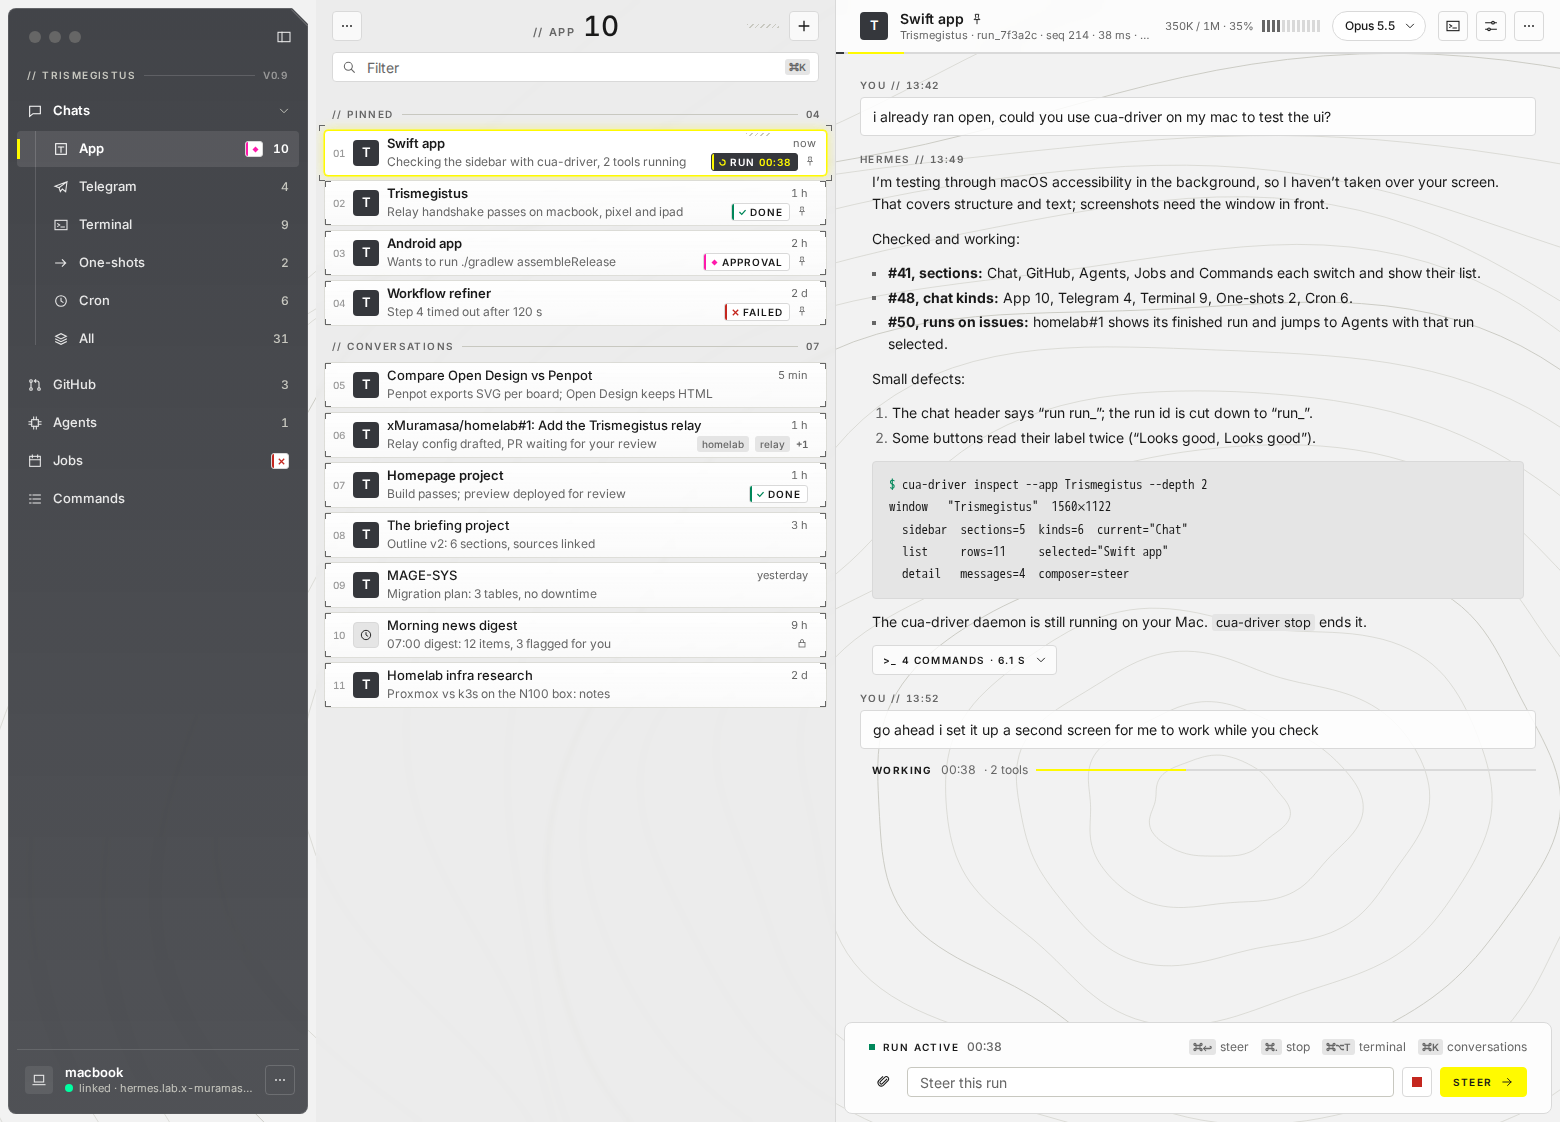 // TRISMEGISTUS V0.9
Chats
App 10
Telegram 4
Terminal 9
One-shots 2
Cron 6
All 31
GitHub 3
Agents 1
Jobs
Commands
macbook
linked · hermes.lab.x-muramas...
// APP 10
Filter ⌘K
// PINNED 04
01 T Swift app now
Checking the sidebar with cua-driver, 2 tools running RUN 00:38
02 T Trismegistus 1 h
Relay handshake passes on macbook, pixel and ipad DONE
03 T Android app 2 h
Wants to run ./gradlew assembleRelease APPROVAL
04 T Workflow refiner 2 d
Step 4 timed out after 120 s FAILED
// CONVERSATIONS 07
05 T Compare Open Design vs Penpot 5 min
Penpot exports SVG per board; Open Design keeps HTML
06 T xMuramasa/homelab#1: Add the Trismegistus relay 1 h
Relay config drafted, PR waiting for your review homelab relay +1
07 T Homepage project 1 h
Build passes; preview deployed for review DONE
08 T The briefing project 3 h
Outline v2: 6 sections, sources linked
09 T MAGE-SYS yesterday
Migration plan: 3 tables, no downtime
10 Morning news digest 9 h
07:00 digest: 12 items, 3 flagged for you
11 T Homelab infra research 2 d
Proxmox vs k3s on the N100 box: notes
T Swift app
Trismegistus · run_7f3a2c · seq 214 · 38 ms · ...
350K / 1M · 35%
Opus 5.5
YOU // 13:42
i already ran open, could you use cua-driver on my mac to test the ui?
HERMES // 13:49
I’m testing through macOS accessibility in the background, so I haven’t taken over your screen.
That covers structure and text; screenshots need the window in front.
Checked and working:
#41, sections: Chat, GitHub, Agents, Jobs and Commands each switch and show their list.
#48, chat kinds: App 10, Telegram 4, Terminal 9, One-shots 2, Cron 6.
#50, runs on issues: homelab#1 shows its finished run and jumps to Agents with that run
selected.
Small defects:
1. The chat header says “run run_”; the run id is cut down to “run_”.
2. Some buttons read their label twice (“Looks good, Looks good”).
$ cua-driver inspect --app Trismegistus --depth 2
window "Trismegistus" 1560×1122
sidebar sections=5 kinds=6 current="Chat"
list rows=11 selected="Swift app"
detail messages=4 composer=steer
The cua-driver daemon is still running on your Mac. cua-driver stop ends it.
>_ 4 COMMANDS · 6.1 S
YOU // 13:52
go ahead i set it up a second screen for me to work while you check
WORKING 00:38 · 2 tools
RUN ACTIVE 00:38
⌘↩ steer ⌘. stop ⌘⌥T terminal ⌘K conversations
Steer this run
STEER →